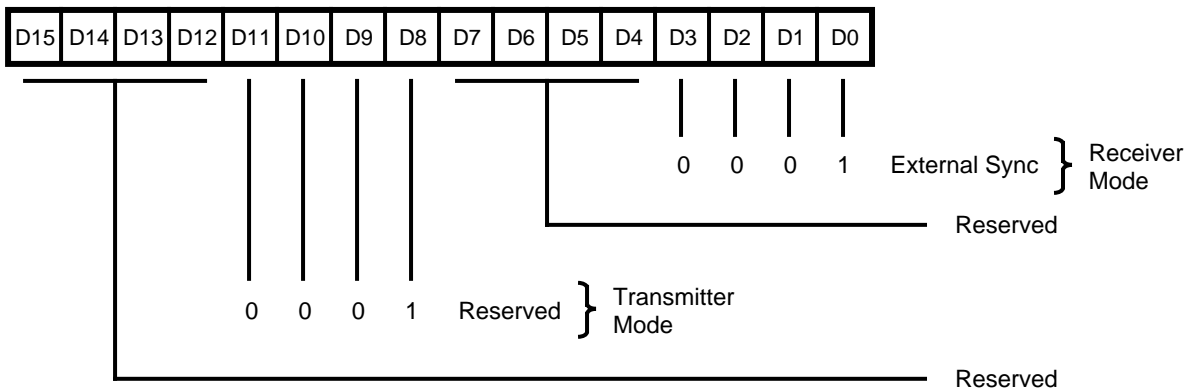 D15 D14 D13 D12 D11 D10 D9 D8 D7 D6 D5 D4 D3 D2 D1 D0
0 0 0 1 External Sync } Receiver Mode
Reserved
0 0 0 1 Reserved } Transmitter Mode
Reserved